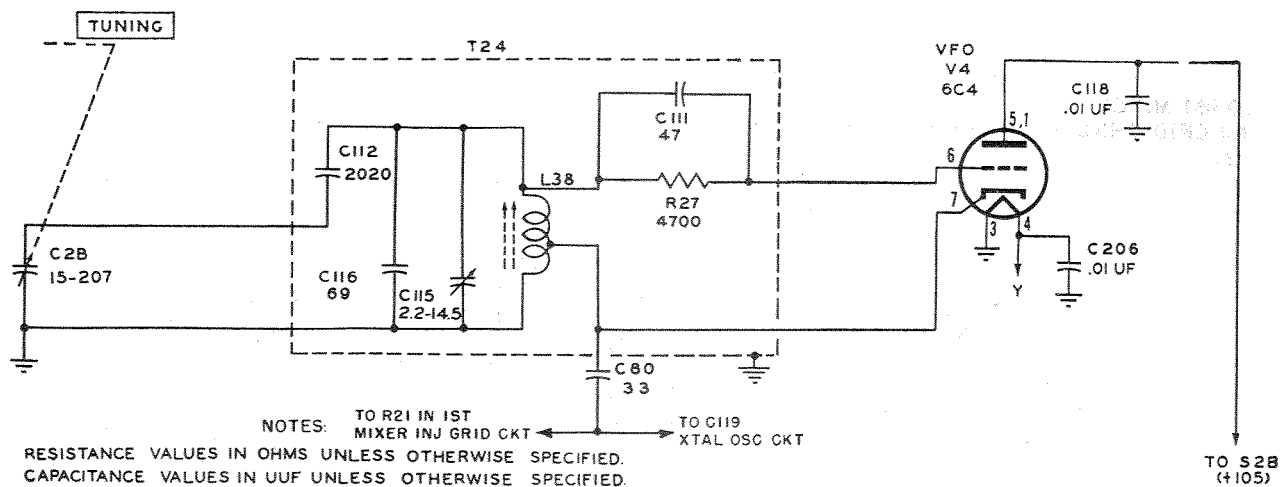 TUNING
T24
VFO
V4
6C4
C118
.01 UF
5,1
C111
47
6
C112
2020
L38
R27
4700
7
3
4
C2B
15-207
C206
.01 UF
C116
69
C115
2.2-14.5
Y
C80
33
NOTES:
TO R21 IN 1ST
MIXER INJ GRID CKT
TO C119
XTAL OSC CKT
RESISTANCE VALUES IN OHMS UNLESS OTHERWISE SPECIFIED.
CAPACITANCE VALUES IN UUF UNLESS OTHERWISE SPECIFIED.
TO S2B
(+105)